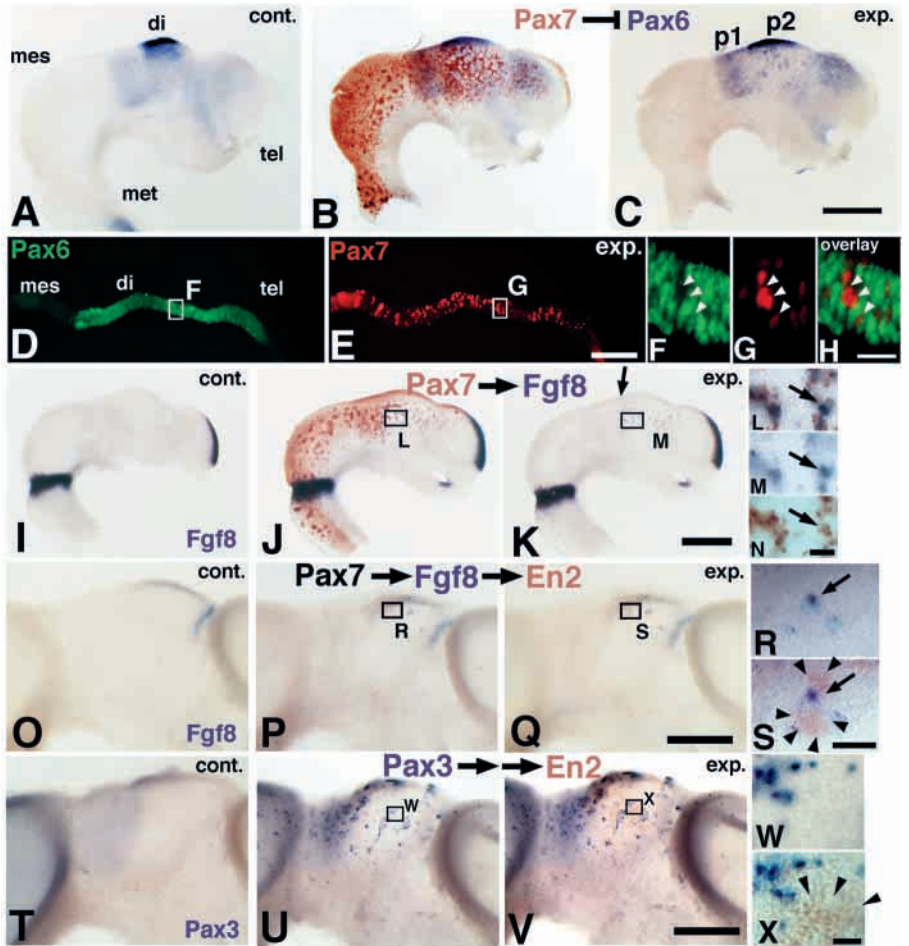 cont.
di
mes
tel
met
A
Pax7
Pax6
exp.
p1
p2
B
C
Pax6
mes
di
F
tel
D
Pax7
exp.
G
E
F
G
overlay
H
cont.
Pax7
Fgf8
exp.
L
M
I
Fgf8
J
K
L
M
N
cont.
Pax7
Fgf8
En2
exp.
R
S
O
Fgf8
P
Q
R
S
cont.
Pax3
En2
exp.
W
X
T
Pax3
U
V
W
X